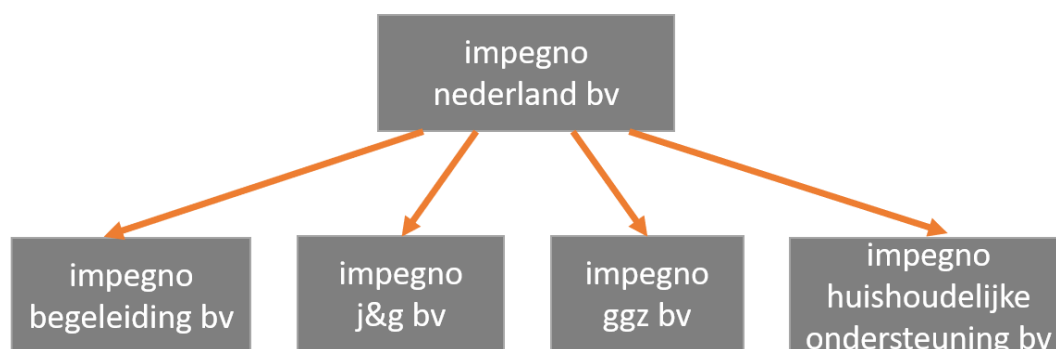 impegno
nederland bv
impegno
begeleiding bv
impegno
j&g bv
impegno
ggz bv
impegno
huishoudelijke
ondersteuning bv